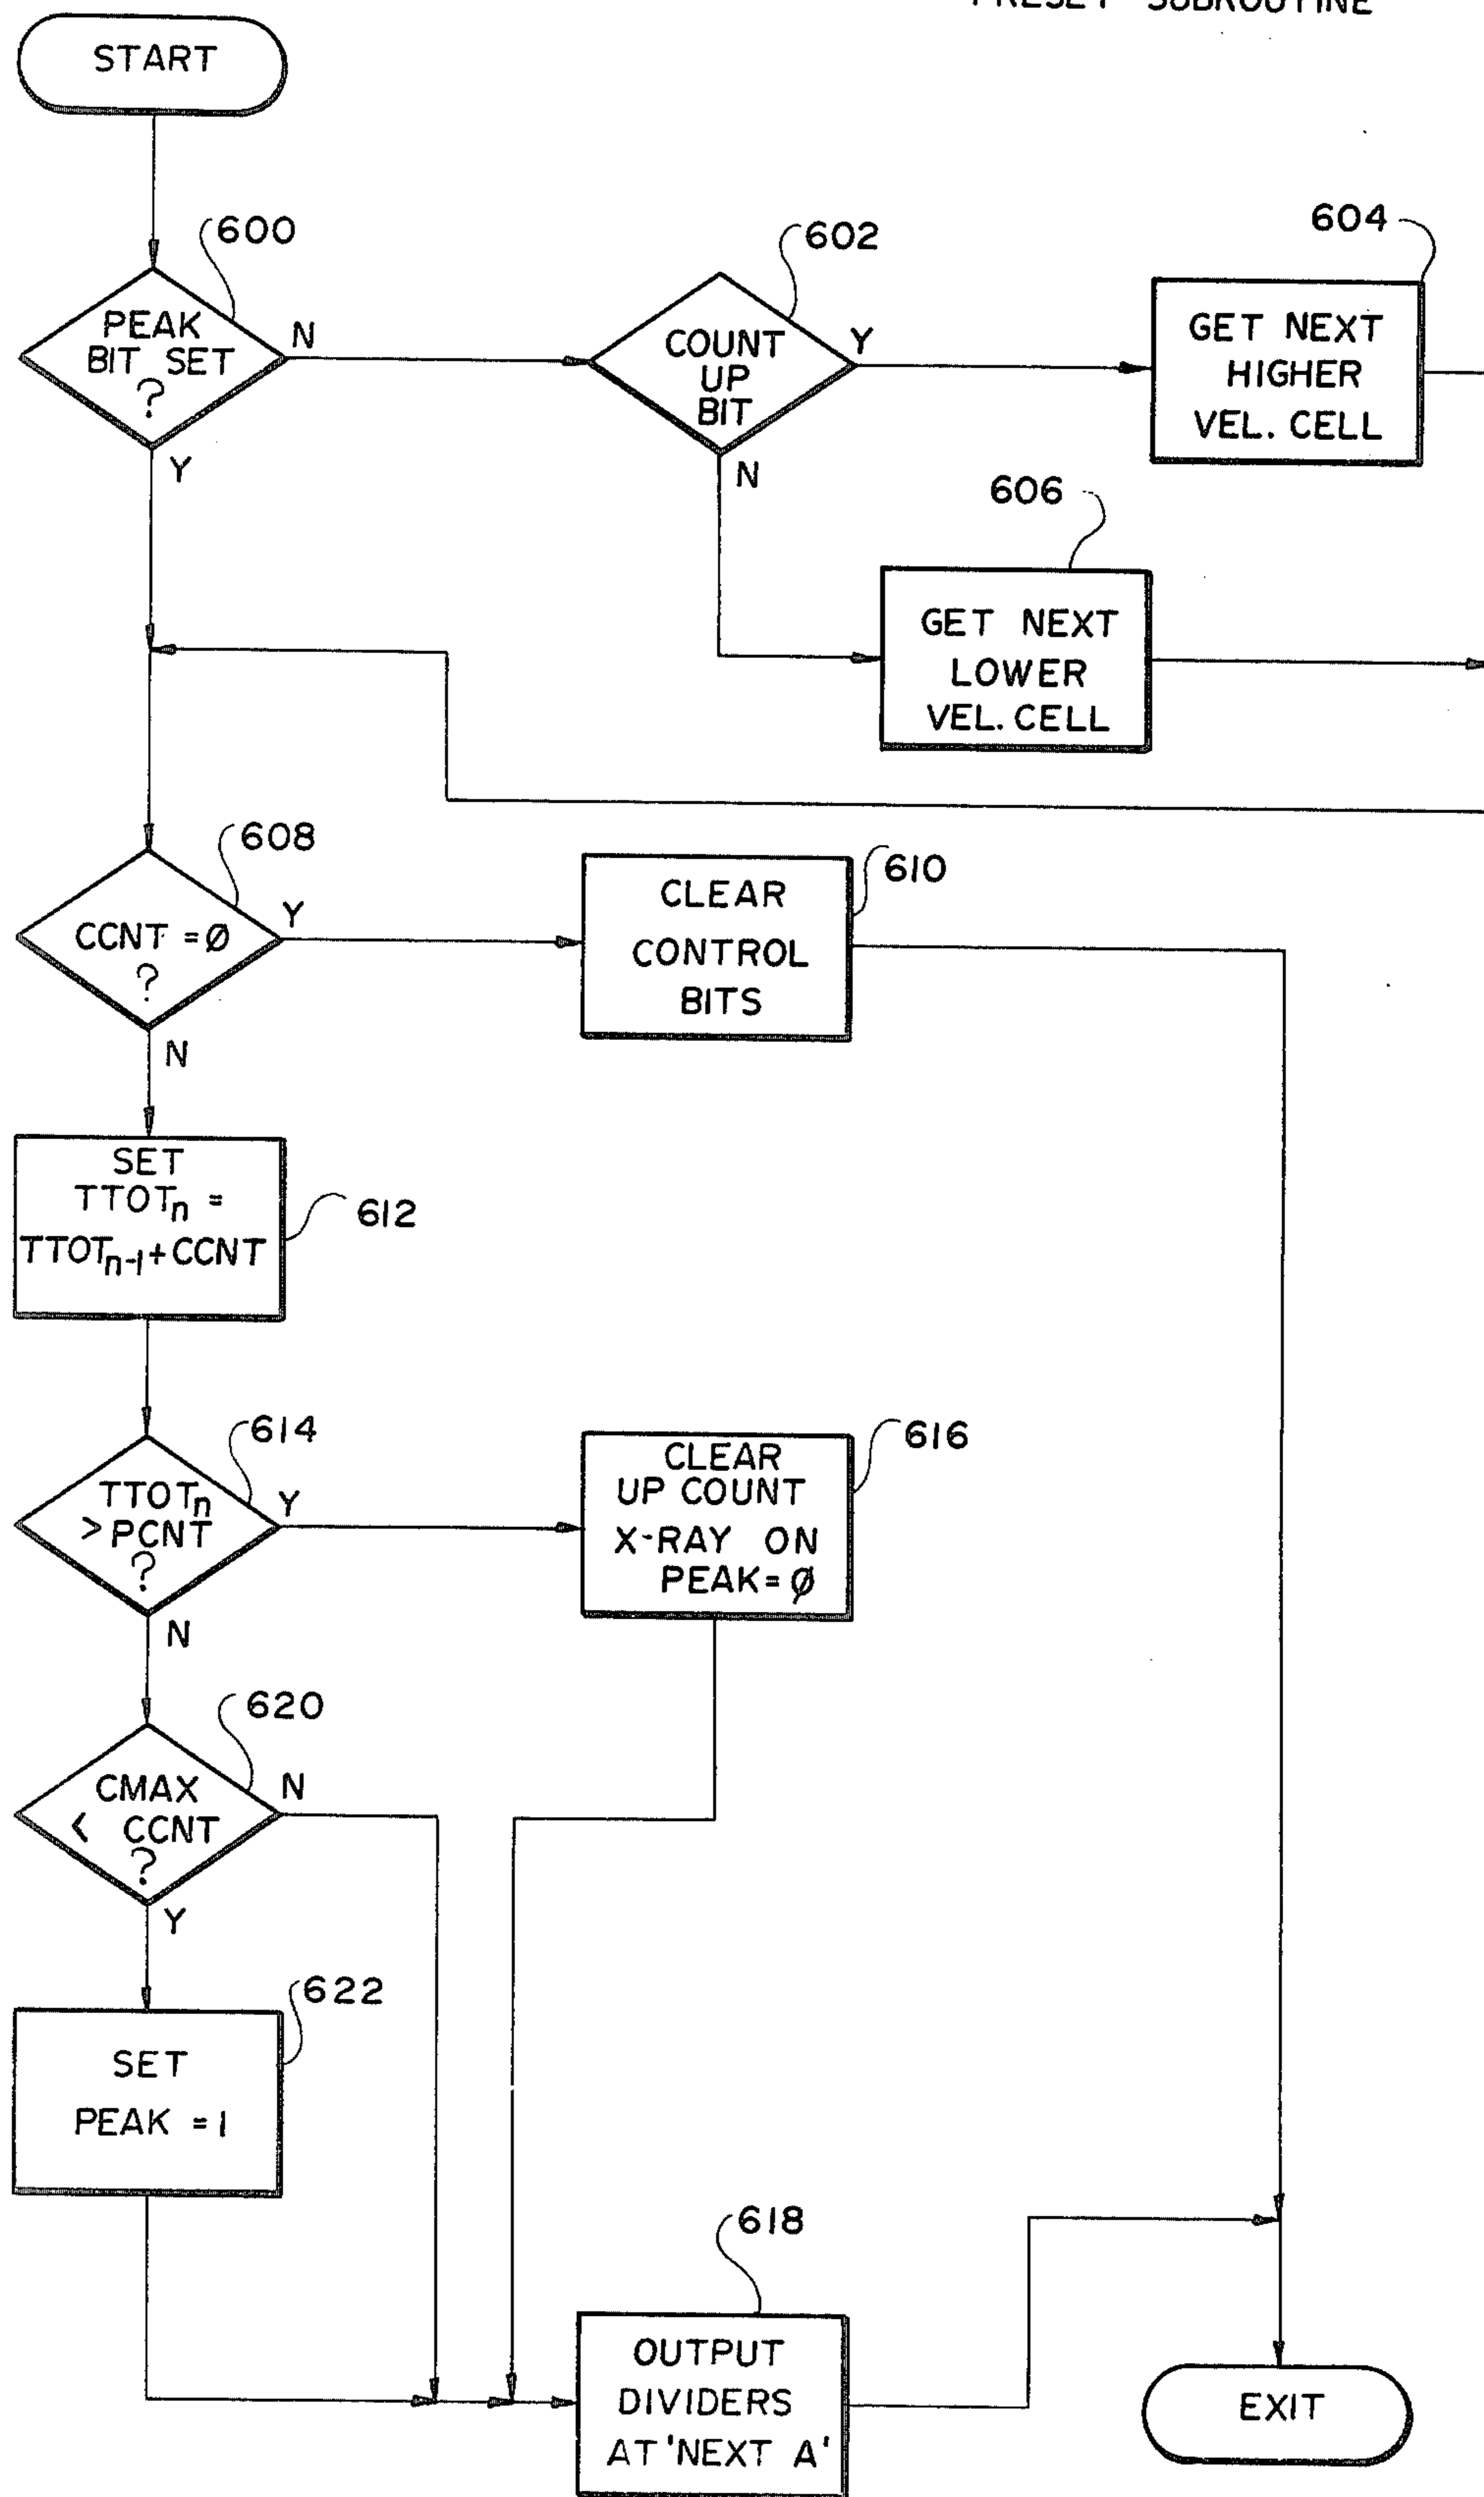 PRESET SUBROUTINE
START
600
602
604
PEAK
BIT SET
?
N
Y
COUNT
UP
BIT
Y
N
GET NEXT
HIGHER
VEL. CELL
606
GET NEXT
LOWER
VEL. CELL
608
CCNT = Ø
?
Y
N
610
CLEAR
CONTROL
BITS
SET
TTOTn =
TTOTn-1 + CCNT
612
614
TTOTn
> PCNT
?
Y
N
616
CLEAR
UP COUNT
X-RAY ON
PEAK = Ø
620
CMAX
< CCNT
?
N
Y
622
SET
PEAK = 1
618
OUTPUT
DIVIDERS
AT 'NEXT A'
EXIT